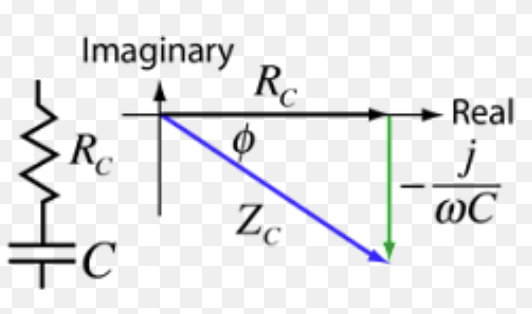 Imaginary
R_C
Real
R_C
ϕ
-j/ωC
Z_C
C